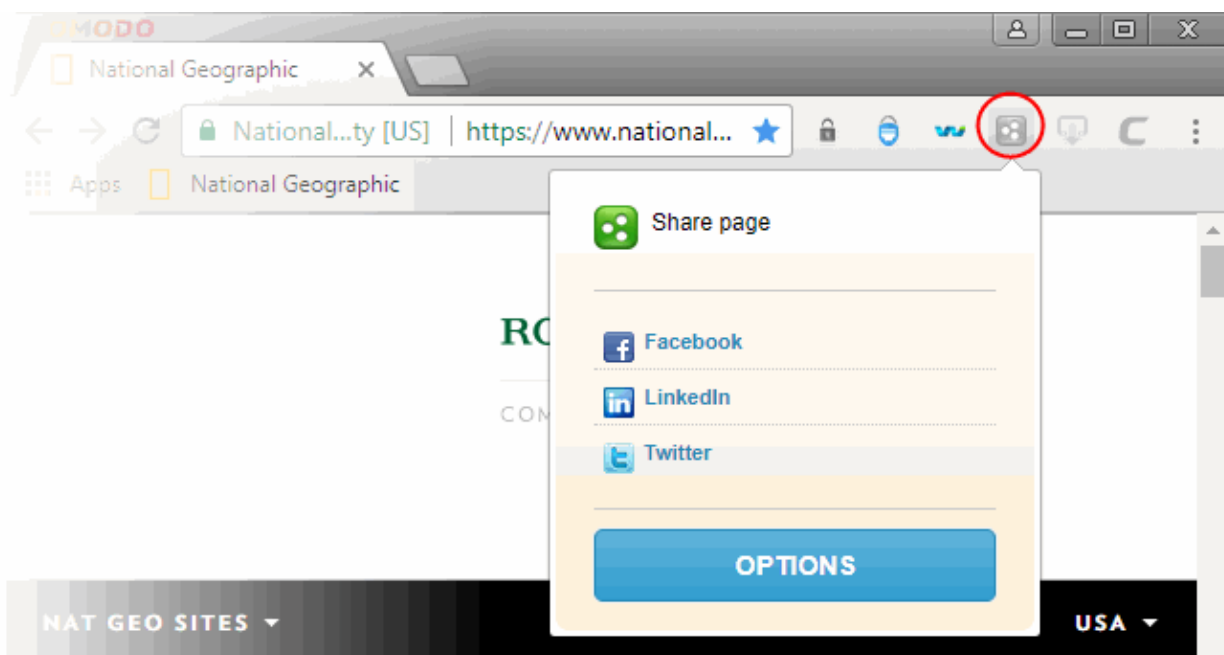 MODO
National Geographic
National...ty [US] | https://www.national...
Apps National Geographic
Share page
Facebook
LinkedIn
Twitter
OPTIONS
NAT GEO SITES
USA